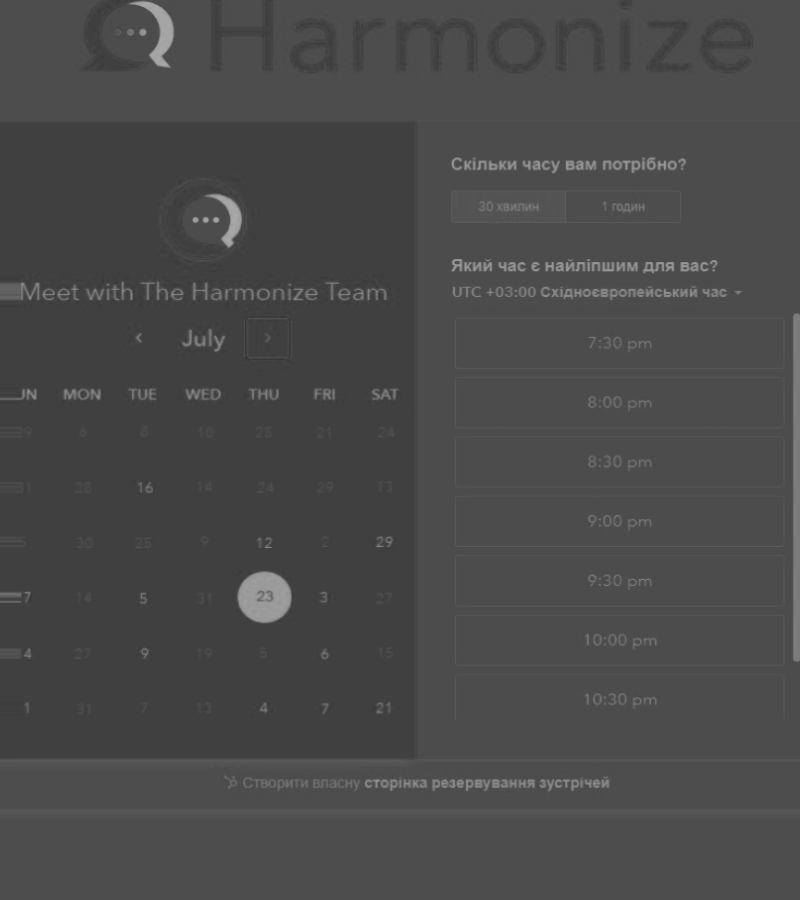 Harmonize
Meet with The Harmonize Team
July
MON TUE WED THU FRI SAT
6 8 18 25 21 24
28 16 14 24 29 13
30 25 9 12 2 29
7 14 5 31 23 3 27
4 27 9 19 5 6 15
1 31 7 13 4 7 21
Скільки часу вам потрібно?
30 хвилин 1 годин
Який час є найліпшим для вас?
UTC +03:00 Східноєвропейський час
7:30 pm
8:00 pm
8:30 pm
9:00 pm
9:30 pm
10:00 pm
10:30 pm
Створити власну сторінка резервування зустрічей